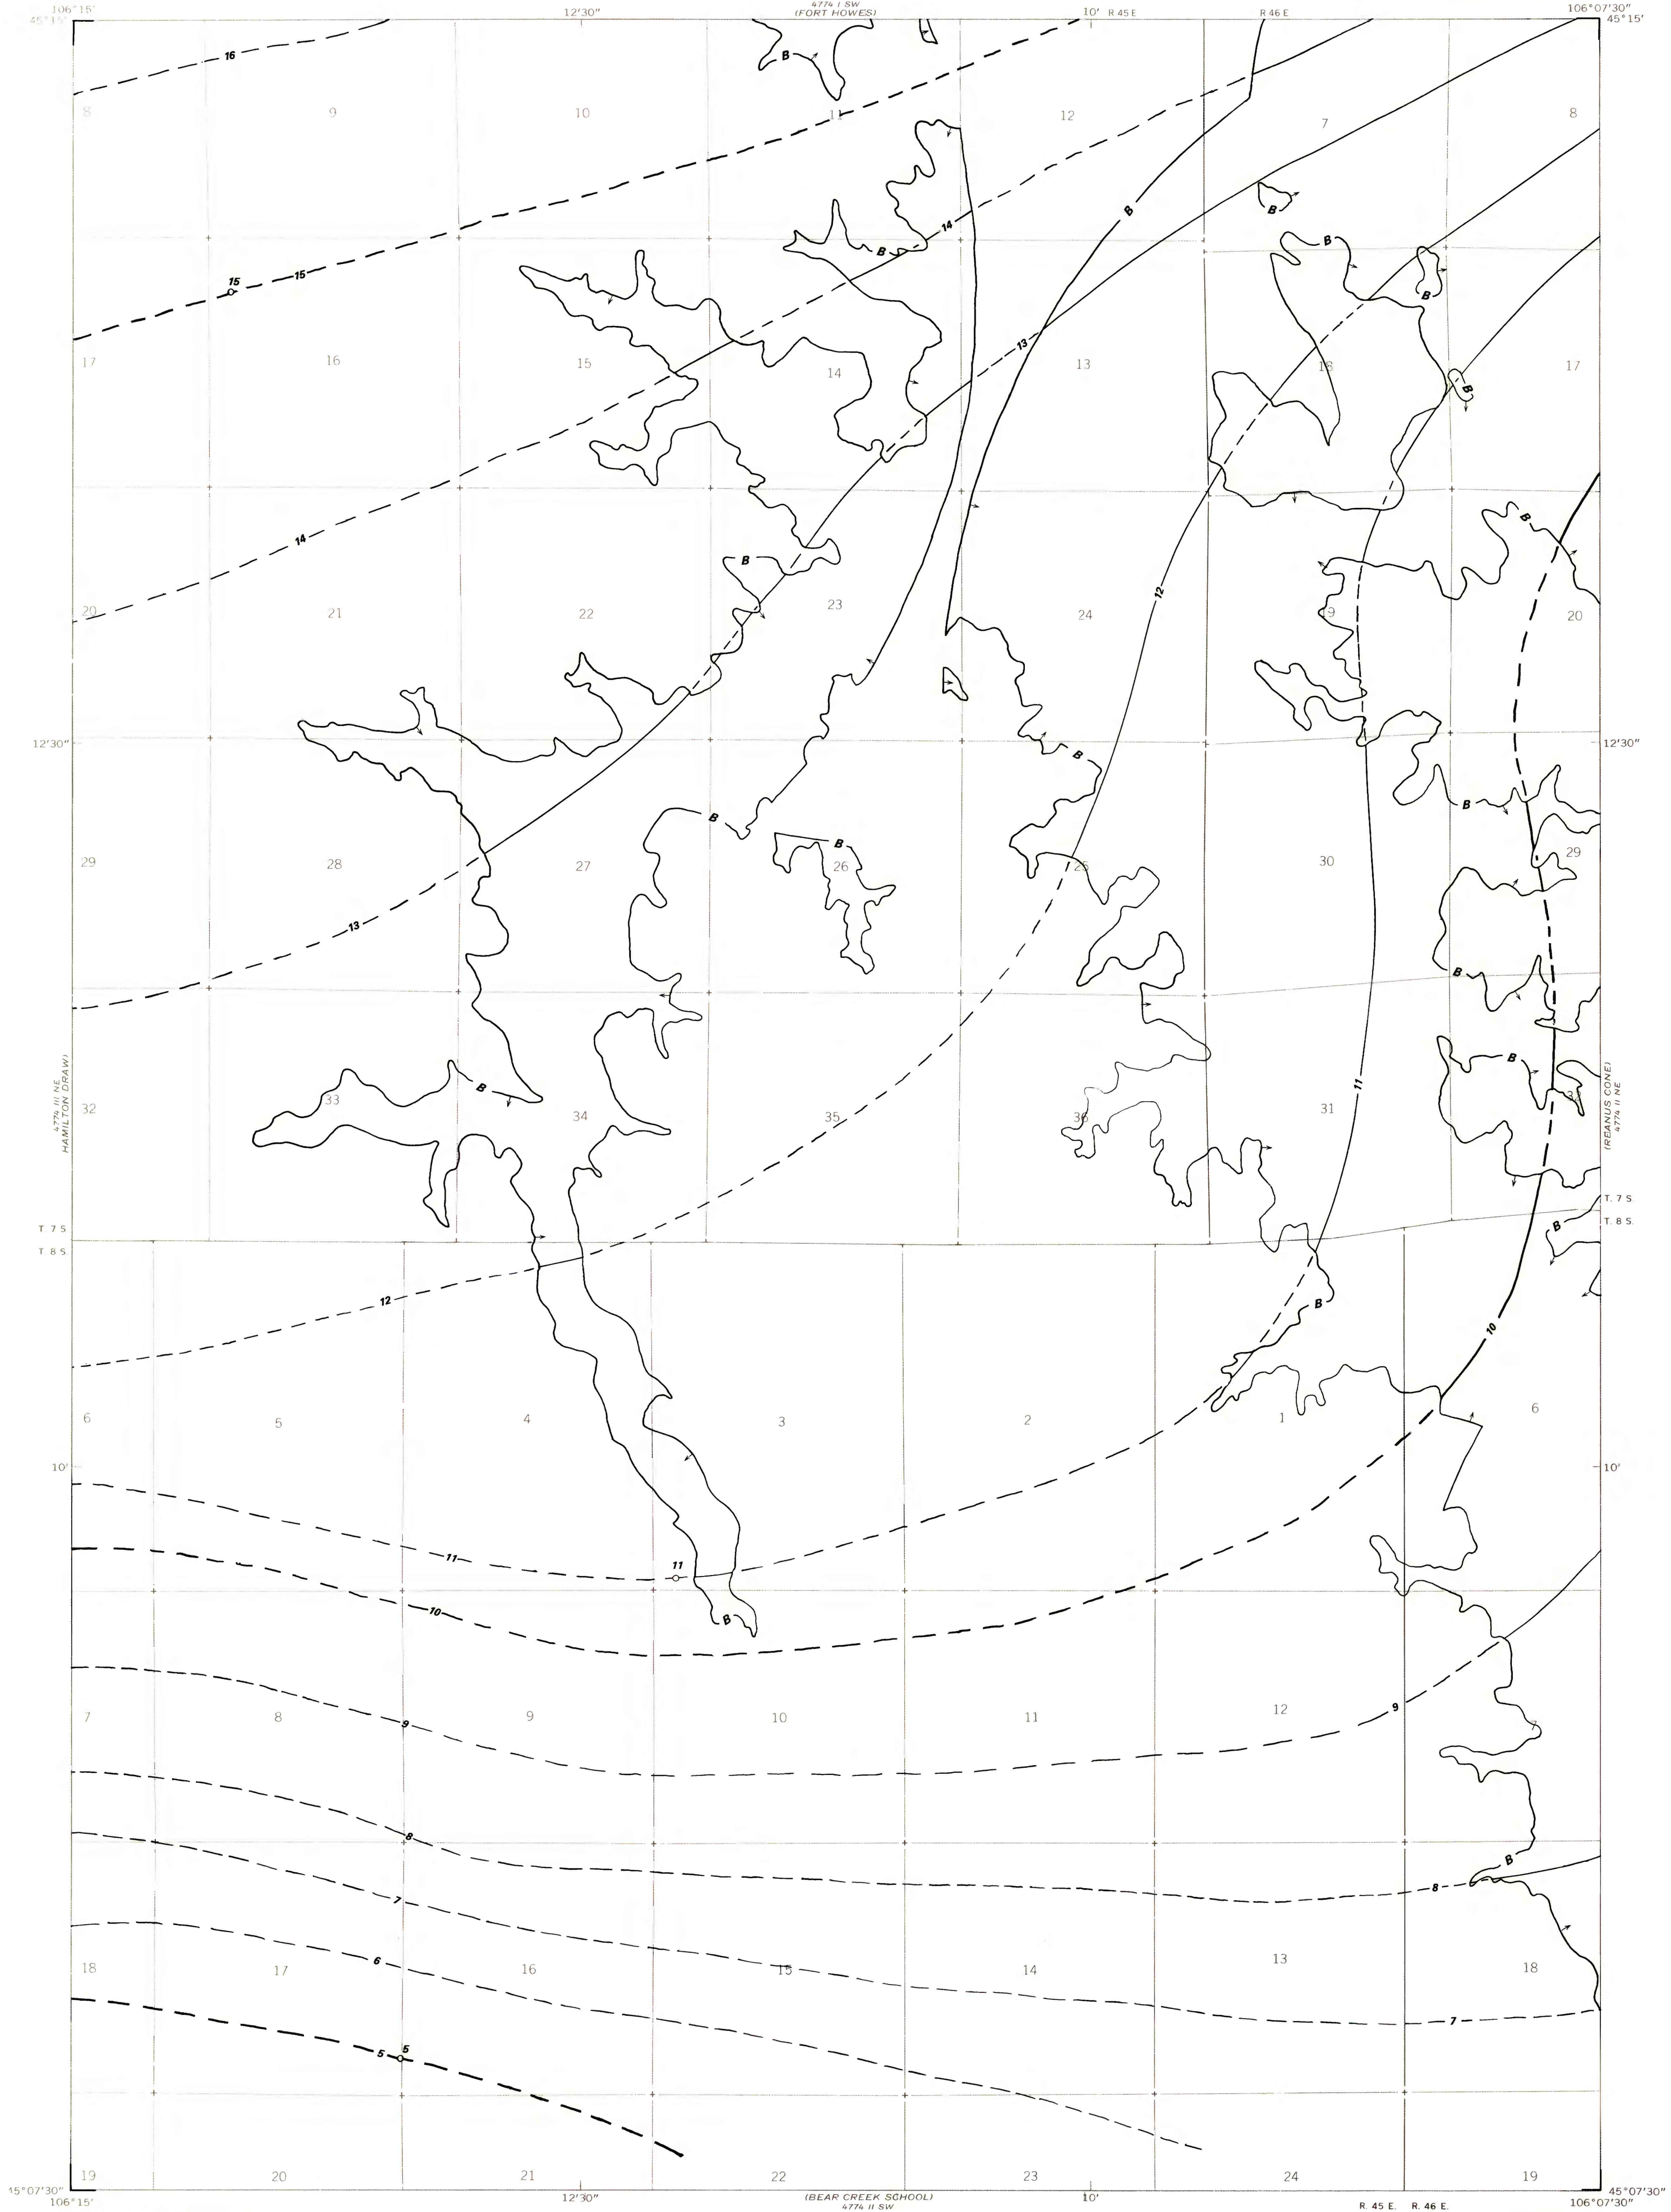 106°15' 12'30" 4774 I SW 10' R 45 E R 46 E 106°07'30"
45°15' (FORT HOWES) 45°15'
16 B
8 9 10 11 12 7 8
B B
14 B B
15 15 B
13
17 16 15 14 13 18 17
B
B
14 B
12
20 21 22 23 24 19 20
12'30" 12'30"
B
B B
B
29 28 27 26 25 30 29
13
B
B
4774 III NE
HAMILTON DRAW)
(REANUS CONE)
4774 II NE
B 11
32 33 34 35 36 31 32
T 7 S T. 7 S
T 8 S T. 8 S.
B
12 B
10
6 5 4 3 2 1 6
10' 10'
11 11
10 B
9
7 8 9 10 11 12 7
9
8 B
7 8
6
18 17 16 15 14 13 18
7
5 5
19 20 21 22 23 24 19
15°07'30" 45°07'30"
106°15' 12'30" (BEAR CREEK SCHOOL) 10' R. 45 E. R. 46 E. 106°07'30"
4774 II SW